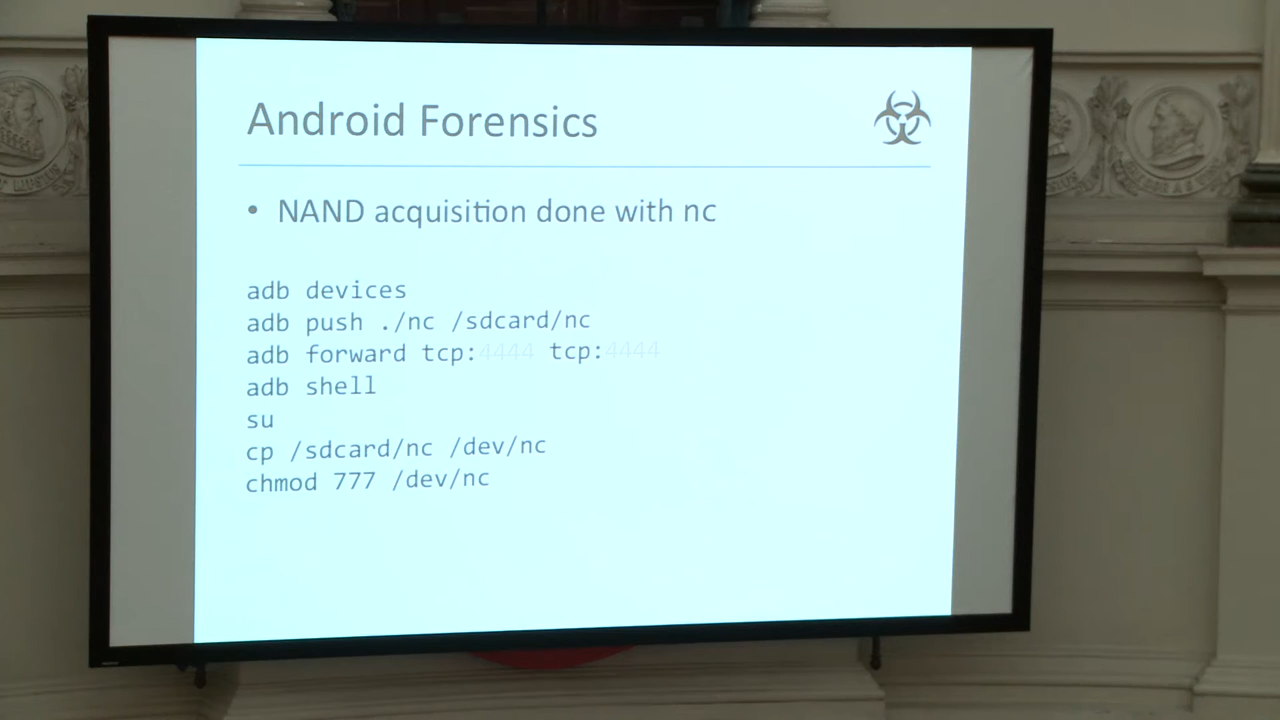 Android Forensics
• NAND acquisition done with nc
adb devices
adb push ./nc /sdcard/nc
adb forward tcp:4444 tcp:4444
adb shell
su
cp /sdcard/nc /dev/nc
chmod 777 /dev/nc